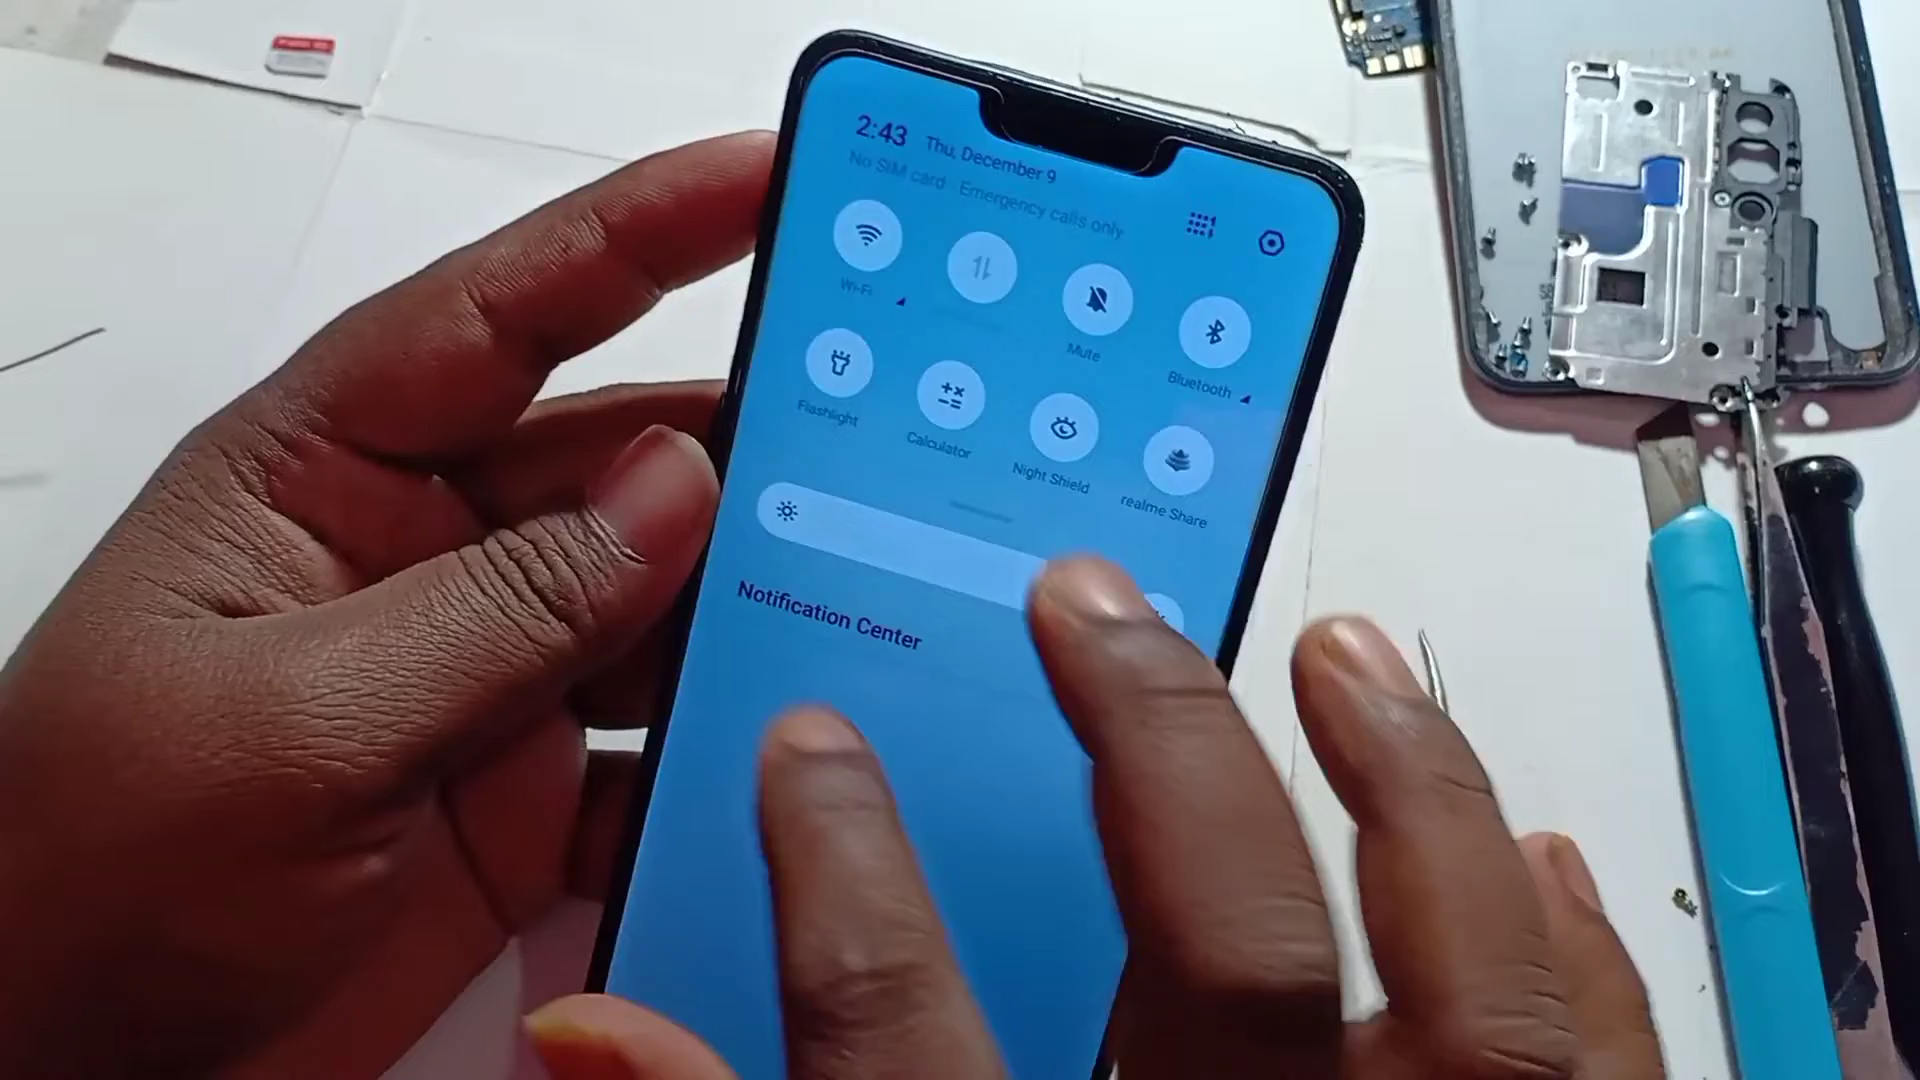 2:43
Thu, December 9
No SIM card
Emergency calls only
Wi-Fi
Mute
Bluetooth
Flashlight
Calculator
Night Shield
realme Share
Notification Center